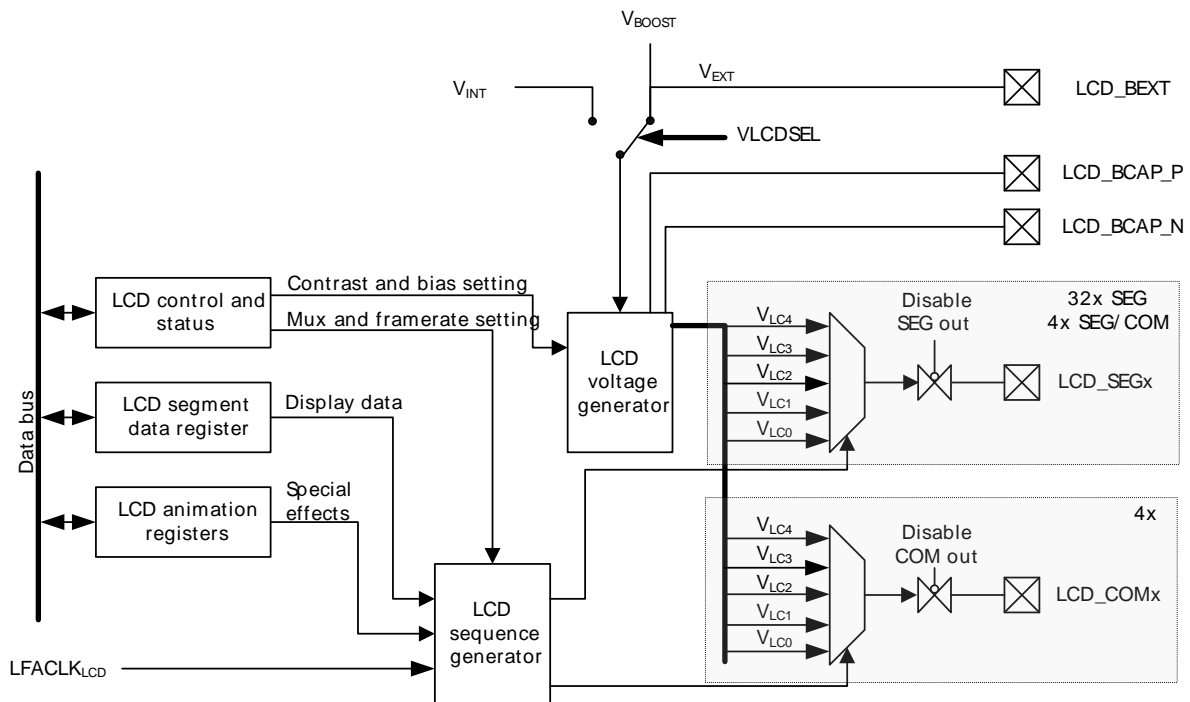 VBOOST
VINT
VEXT
LCD_BEXT
VLCDSEL
LCD_BCAP_P
LCD_BCAP_N
Data bus
LCD control and
status
Contrast and bias setting
Mux and framerate setting
LCD segment
data register
Display data
LCD animation
registers
Special
effects
LCD
voltage
generator
32x SEG
4x SEG/COM
Disable
SEG out
VLC4
VLC3
VLC2
VLC1
VLC0
LCD_SEGx
4x
Disable
COM out
VLC4
VLC3
VLC2
VLC1
VLC0
LCD_COMx
LCD
sequence
generator
LFACLKLCD